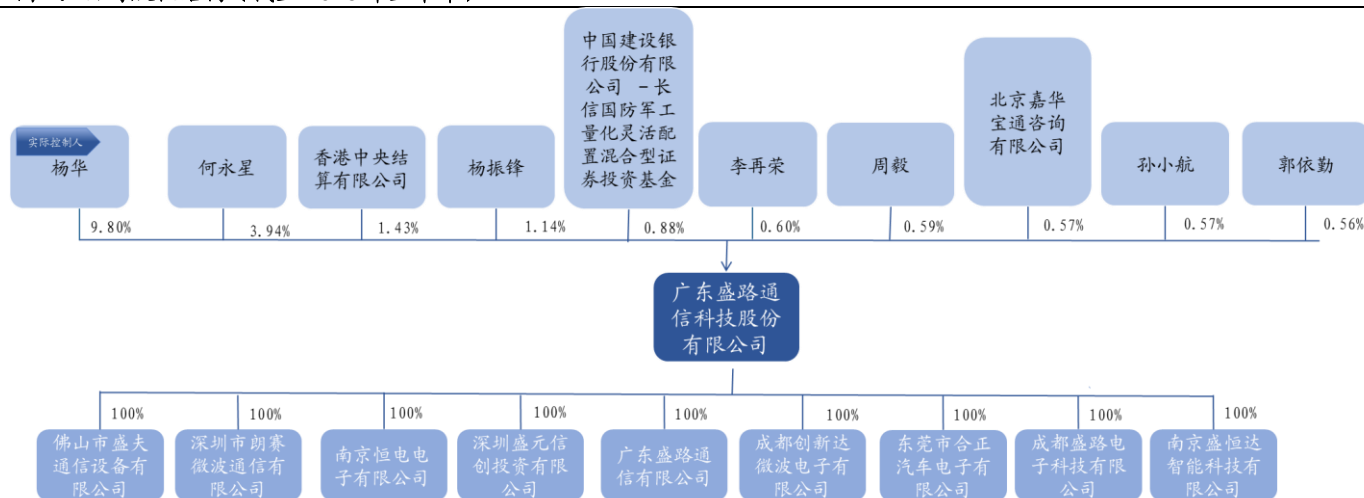 实际控制人
杨华
何永星
香港中央结
算有限公司
杨振锋
中国建设银
行股份有限
公司 －长
信国防军工
量化灵活配
置混合型证
券投资基金
李再荣
周毅
北京嘉华
宝通咨询
有限公司
孙小航
郭依勤
9.80%
3.94%
1.43%
1.14%
0.88%
0.60%
0.59%
0.57%
0.57%
0.56%
广东盛路通
信科技股份
有限公司
100%
100%
100%
100%
100%
100%
100%
100%
100%
佛山市盛夫
通信设备有
限公司
深圳市朗赛
微波通信有
限公司
南京恒电电
子有限公司
深圳盛元信
创投资有限
公司
广东盛路通
信有限公司
成都创新达
微波电子有
限公司
东莞市合正
汽车电子有
限公司
成都盛路电
子科技有限
公司
南京盛恒达
智能科技有
限公司